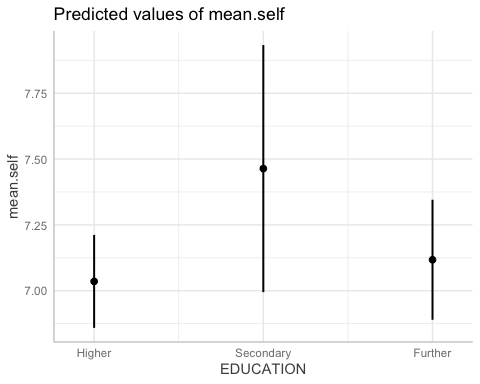 Predicted values of mean.self
mean.self
7.75
7.50
7.25
7.00
Higher Secondary Further
EDUCATION